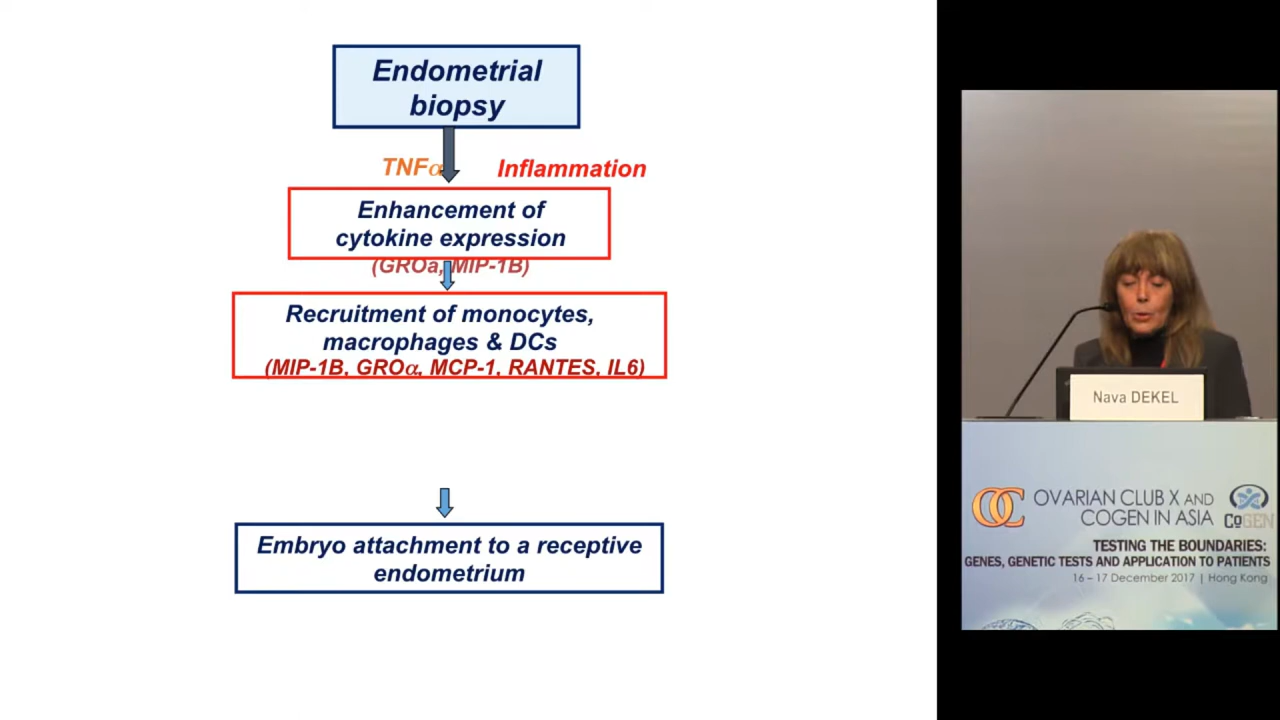 Endometrial
biopsy
TNFα
Inflammation
Enhancement of
cytokine expression
(GROa, MIP-1B)
Recruitment of monocytes,
macrophages & DCs
(MIP-1B, GROα, MCP-1, RANTES, IL6)
Embryo attachment to a receptive
endometrium
Nava DEKEL
OC
OVARIAN CLUB X AND
COGEN IN ASIA
CoGEN
TESTING THE BOUNDARIES:
GENES, GENETIC TESTS AND APPLICATION TO PATIENTS
16 – 17 December 2017 | Hong Kong